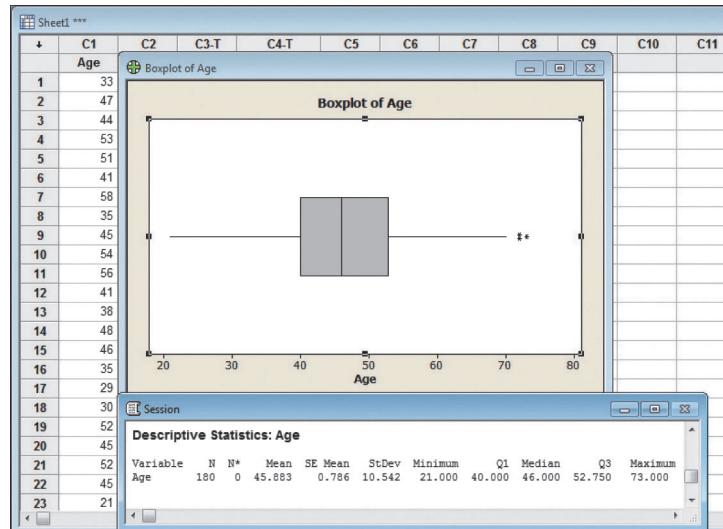 Sheet1 ***
C1 C2 C3-T C4-T C5 C6 C7 C8 C9 C10 C11
Age
Boxplot of Age
1 33
2 47
3 44
4 53
5 51
6 41
7 58
8 35
9 45
10 54
11 56
12 41
13 38
14 48
15 46
16 35
17 29
18 30
19 52
20 45
21 52
22 45
23 21
Boxplot of Age
20 30 40 50 60 70 80
Age
Session
Descriptive Statistics: Age
Variable N N* Mean SE Mean StDev Minimum Q1 Median Q3 Maximum
Age 180 0 45.883 0.786 10.542 21.000 40.000 46.000 52.750 73.000